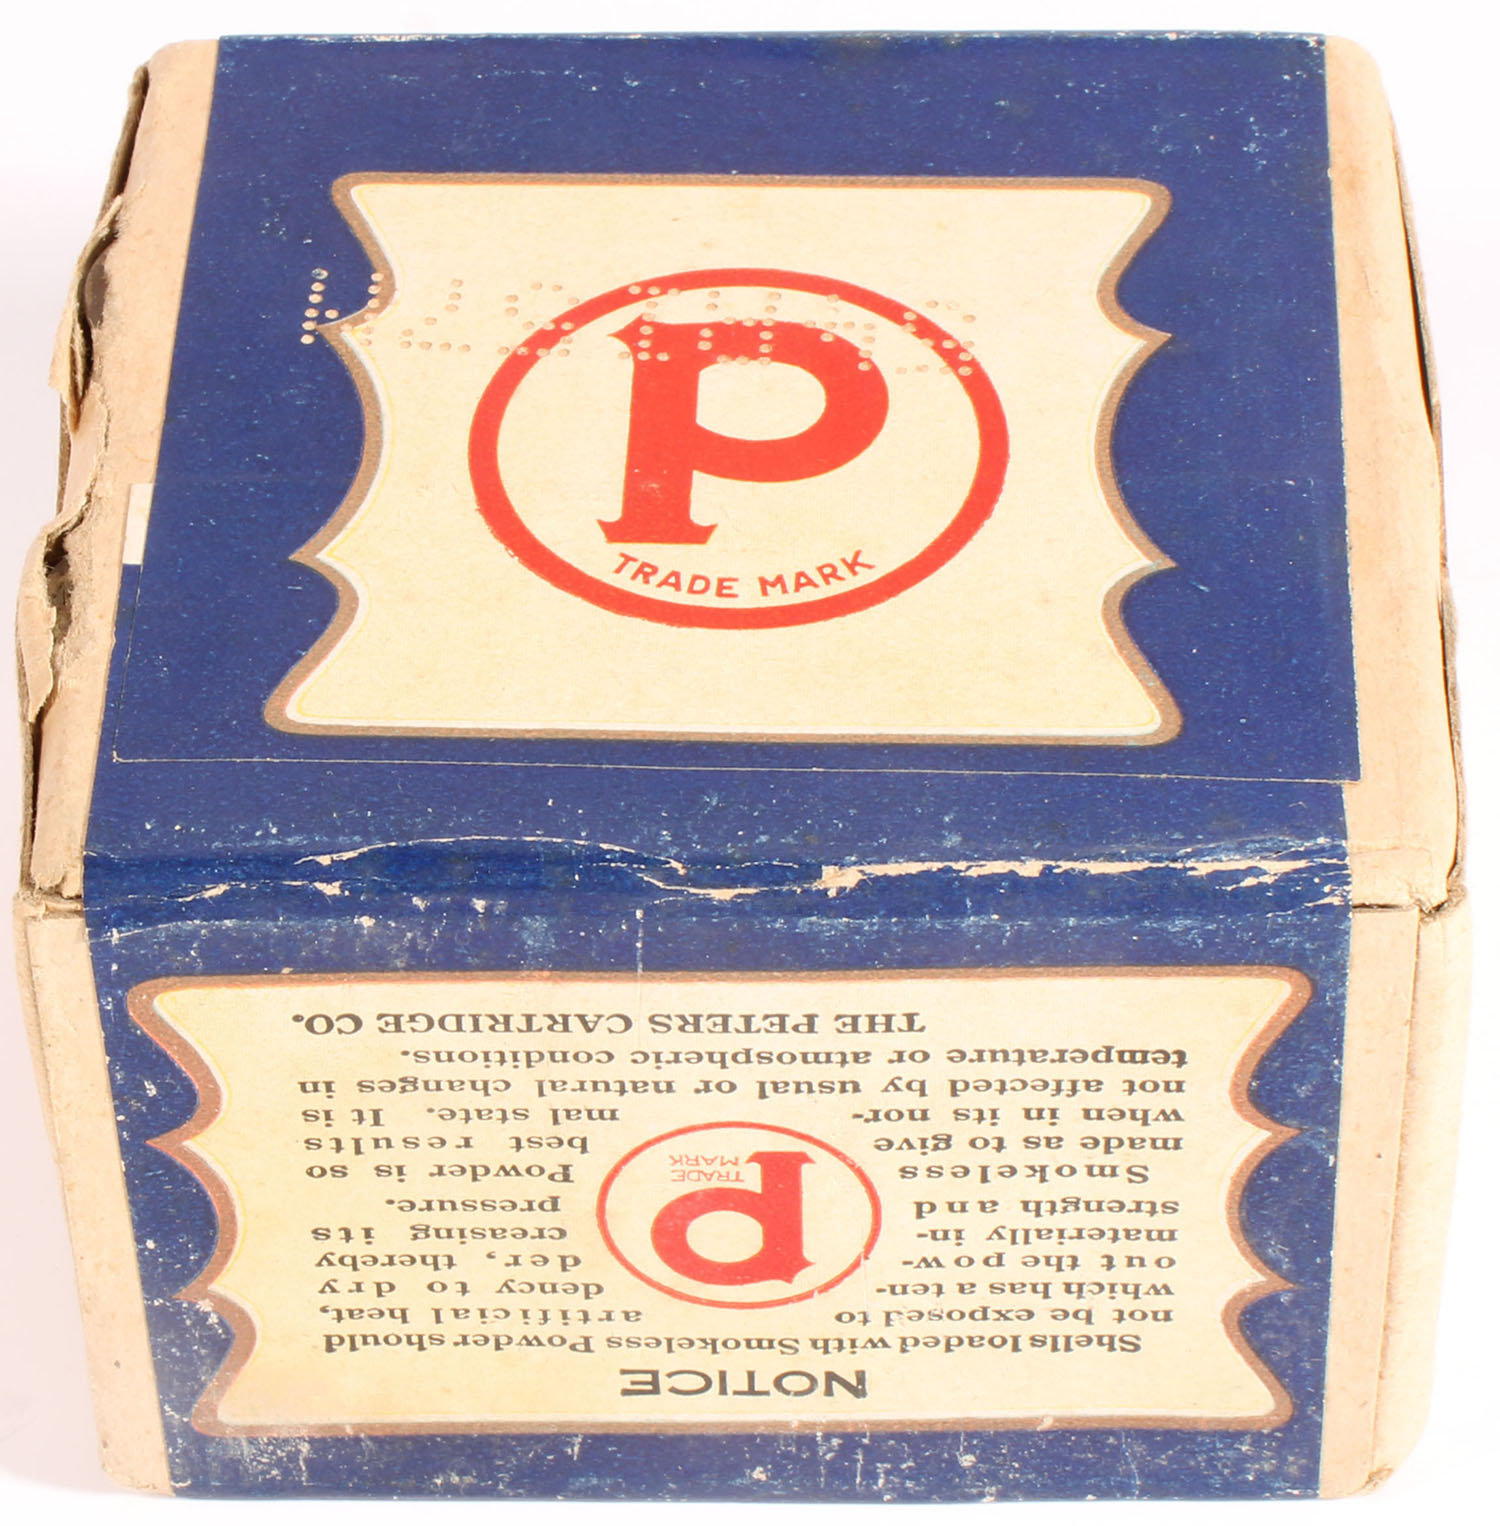 P
TRADE MARK
NOTICE
Shells loaded with Smokeless Powder should
not be exposed to artificial heat,
which has a ten- dency to dry
out the pow- der, thereby
materially in- creasing its
strength and pressure.
Smokeless Powder is so
made as to give best results
when in its nor- mal state. It is
not affected by usual or natural changes in
temperature or atmospheric conditions.
THE PETERS CARTRIDGE CO.
P
TRADE
MARK